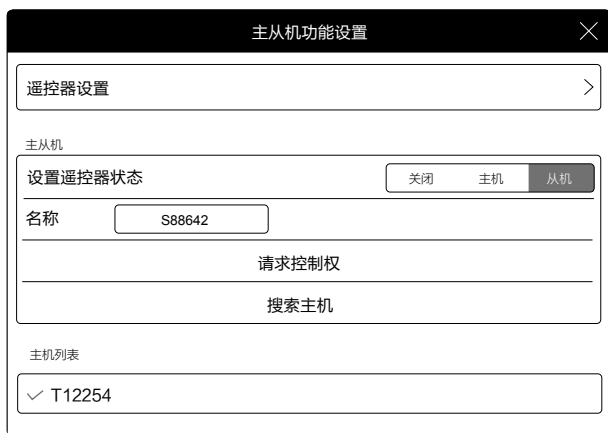 主从机功能设置
遥控器设置
主从机
设置遥控器状态 关闭 主机 从机
名称 S88642
请求控制权
搜索主机
主机列表
T12254